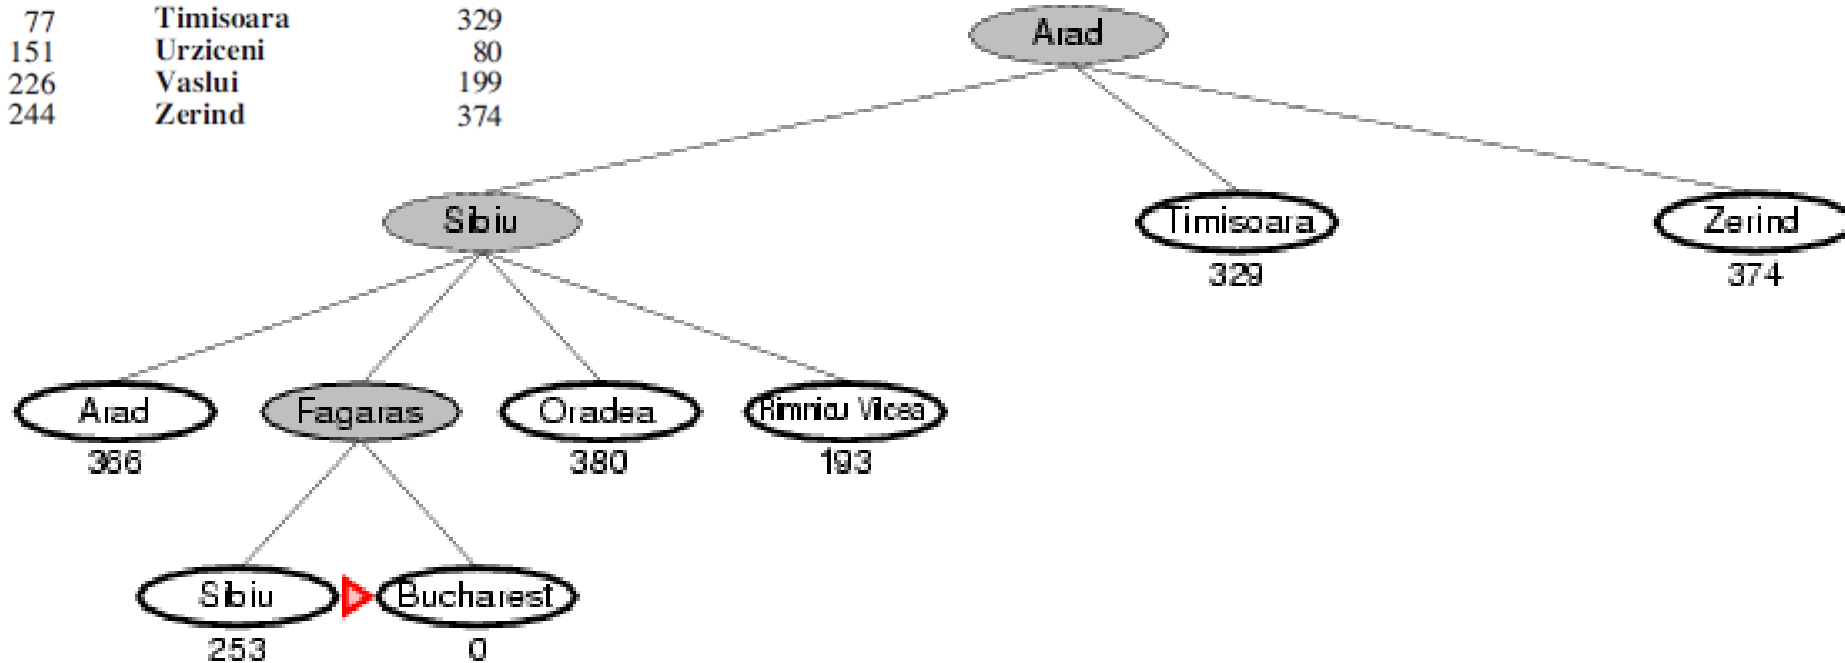 77 Timisoara 329
151 Urziceni 80
226 Vaslui 199
244 Zerind 374
Arad
Sibiu Timisoara Zerind
329 374
Arad Fagaras Oradea Rimnicu Vilcea
366 380 193
Sibiu Bucharest
253 0